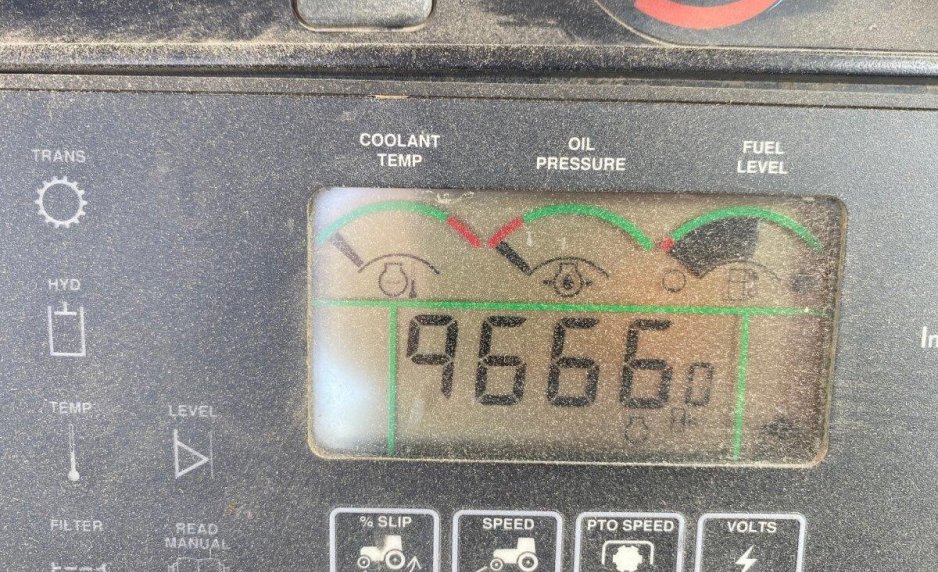 COOLANT
TEMP
OIL
PRESSURE
FUEL
LEVEL
TRANS
HYD
TEMP
LEVEL
FILTER
READ
MANUAL
96660
% SLIP
SPEED
PTO SPEED
VOLTS